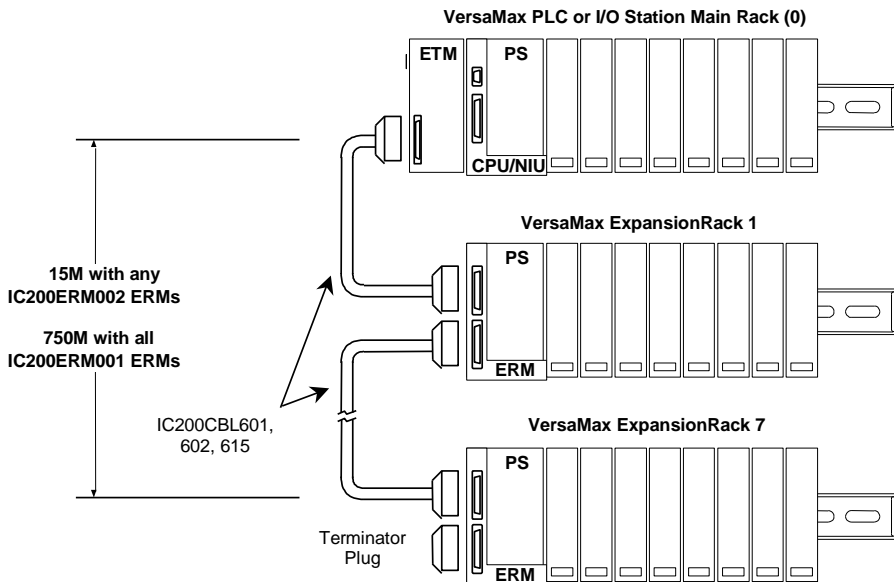 VersaMax PLC or I/O Station Main Rack (0)
ETM
PS
CPU/NIU
VersaMax ExpansionRack 1
PS
15M with any
IC200ERM002 ERMs
750M with all
IC200ERM001 ERMs
ERM
IC200CBL601,
602, 615
VersaMax ExpansionRack 7
PS
Terminator
Plug
ERM